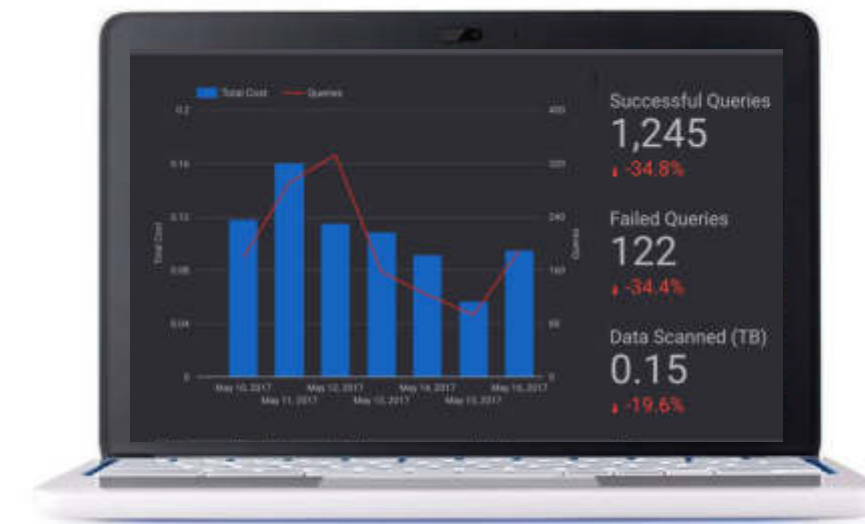 Total Cost
Queries
0.2
0.16
0.12
0.08
0.04
0
Total Cost
400
320
240
160
80
0
Queries
May 10, 2017
May 11, 2017
May 12, 2017
May 13, 2017
May 14, 2017
May 15, 2017
May 16, 2017
Successful Queries
1,245
-34.8%
Failed Queries
122
-34.4%
Data Scanned (TB)
0.15
-19.6%